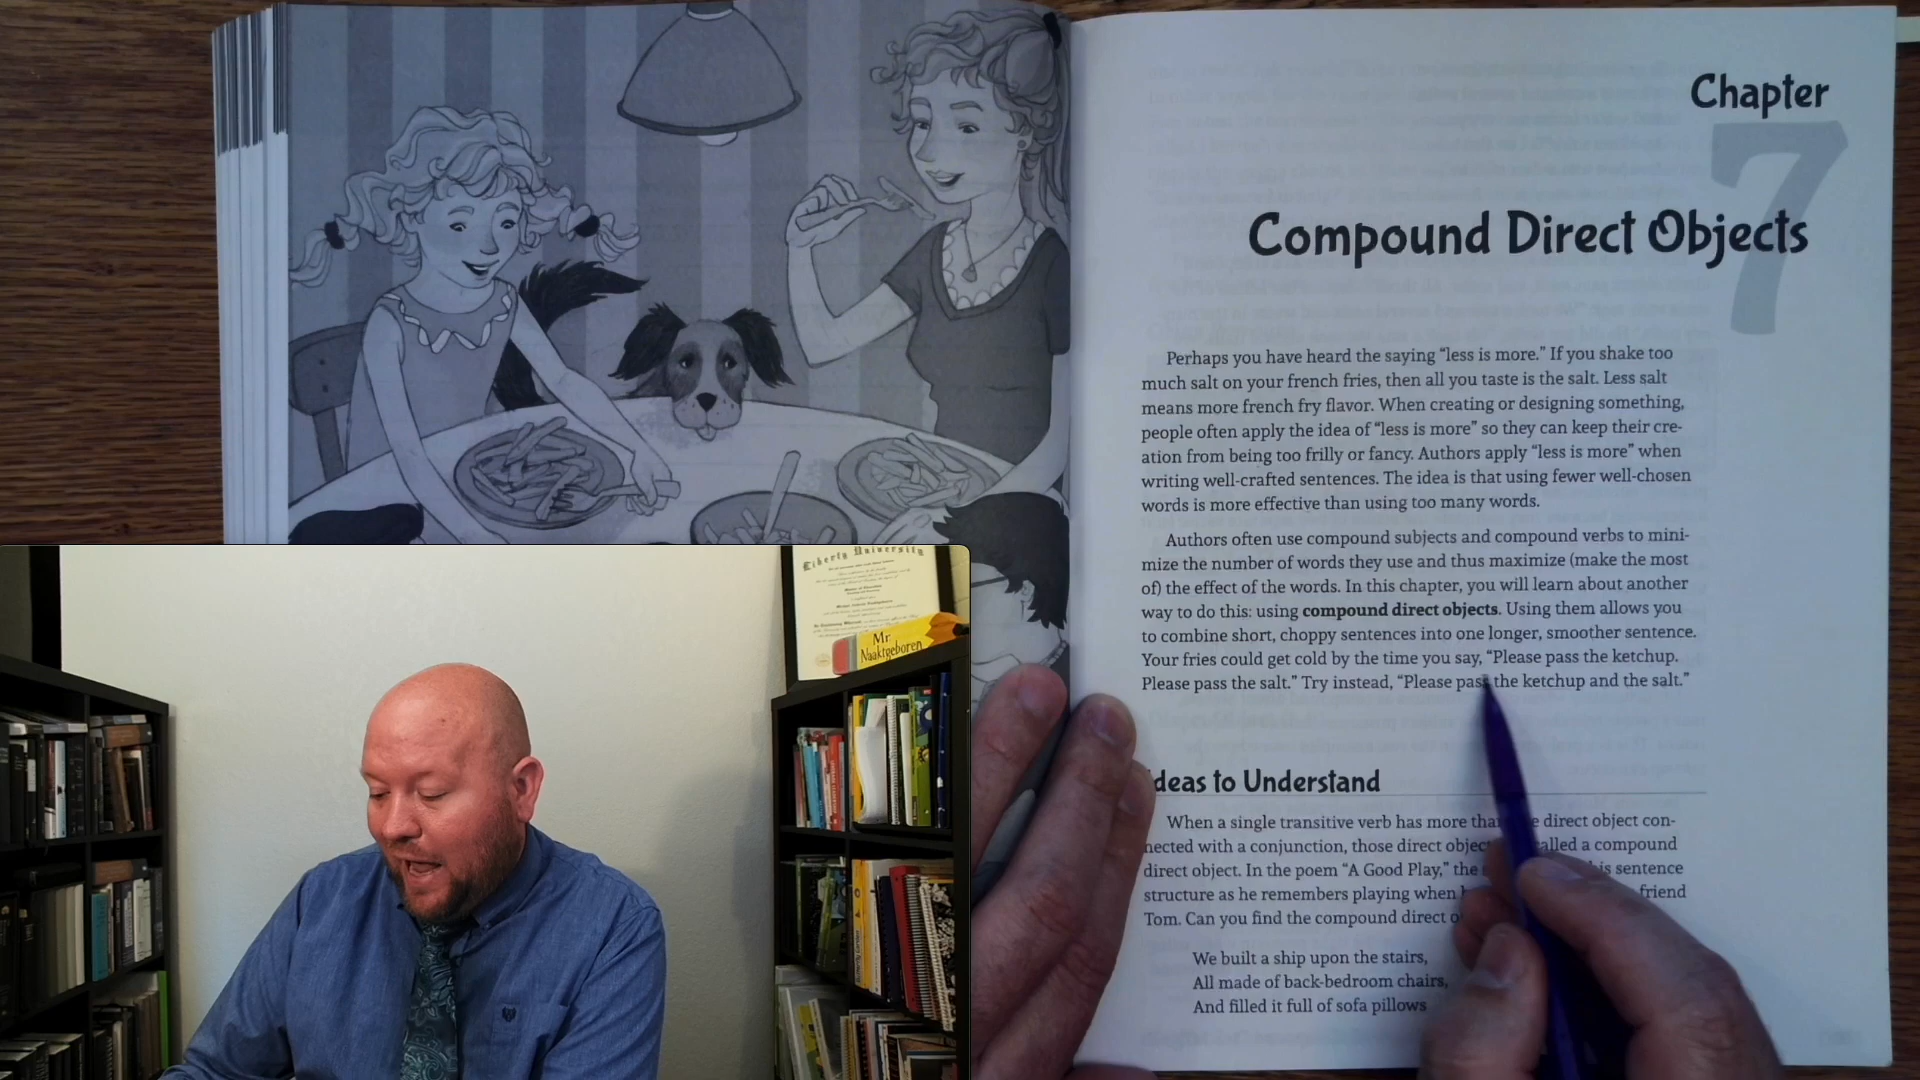 Chapter
7
Compound Direct Objects
Perhaps you have heard the saying “less is more.” If you shake too
much salt on your french fries, then all you taste is the salt. Less salt
means more french fry flavor. When creating or designing something,
people often apply the idea of “less is more” so they can keep their cre-
ation from being too frilly or fancy. Authors apply “less is more” when
writing well-crafted sentences. The idea is that using fewer well-chosen
words is more effective than using too many words.
Authors often use compound subjects and compound verbs to mini-
mize the number of words they use and thus maximize (make the most
of) the effect of the words. In this chapter, you will learn about another
way to do this: using compound direct objects. Using them allows you
to combine short, choppy sentences into one longer, smoother sentence.
Your fries could get cold by the time you say, “Please pass the ketchup.
Please pass the salt.” Try instead, “Please pass the ketchup and the salt.”
Ideas to Understand
When a single transitive verb has more than direct object con-
nected with a conjunction, those direct called a compound
direct object. In the poem “A Good Play,” the sentence
structure as he remembers playing when friend
Tom. Can you find the compound direct
We built a ship upon the stairs,
All made of back-bedroom chairs,
And filled it full of sofa pillows
Liberty University
Mr.
Naaktgeboren